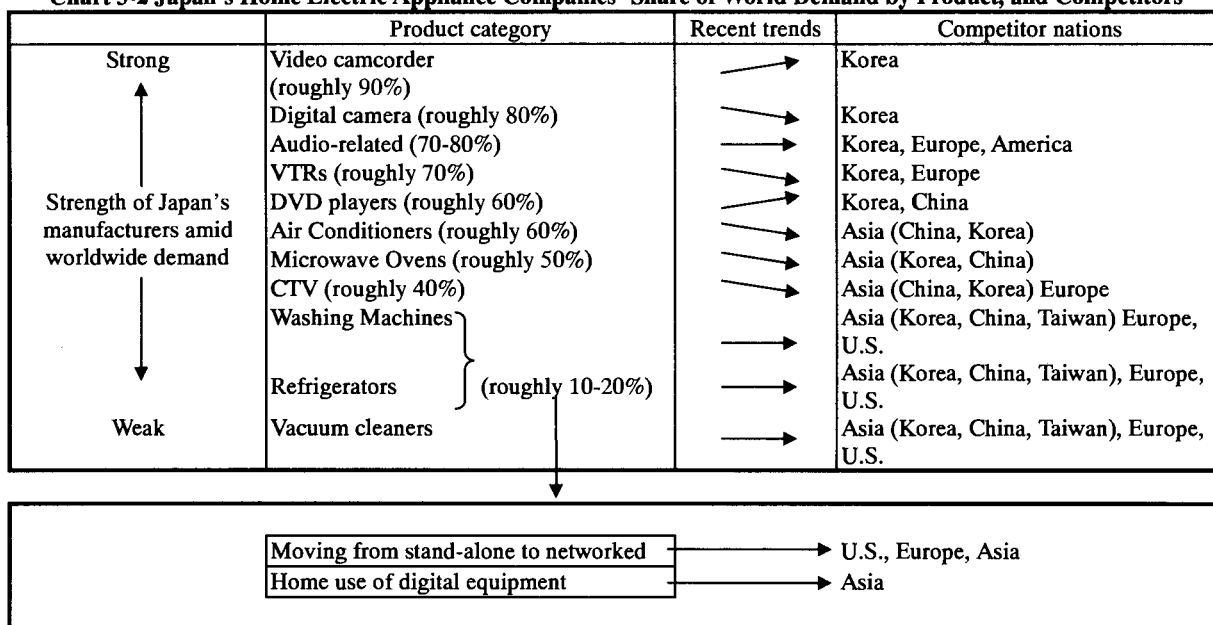 Chart 3-2 Japan's Home Electric Appliance Companies' Share of World Demand by Product, and Competitors
Product category Recent trends Competitor nations
Strong Video camcorder Korea
(roughly 90%)
Digital camera (roughly 80%) Korea
Audio-related (70-80%) Korea, Europe, America
VTRs (roughly 70%) Korea, Europe
Strength of Japan's DVD players (roughly 60%) Korea, China
manufacturers amid Air Conditioners (roughly 60%) Asia (China, Korea)
worldwide demand Microwave Ovens (roughly 50%) Asia (Korea, China)
CTV (roughly 40%) Asia (China, Korea) Europe
Washing Machines Asia (Korea, China, Taiwan) Europe,
U.S.
Refrigerators (roughly 10-20%) Asia (Korea, China, Taiwan), Europe,
U.S.
Weak Vacuum cleaners Asia (Korea, China, Taiwan), Europe,
U.S.
Moving from stand-alone to networked U.S., Europe, Asia
Home use of digital equipment Asia